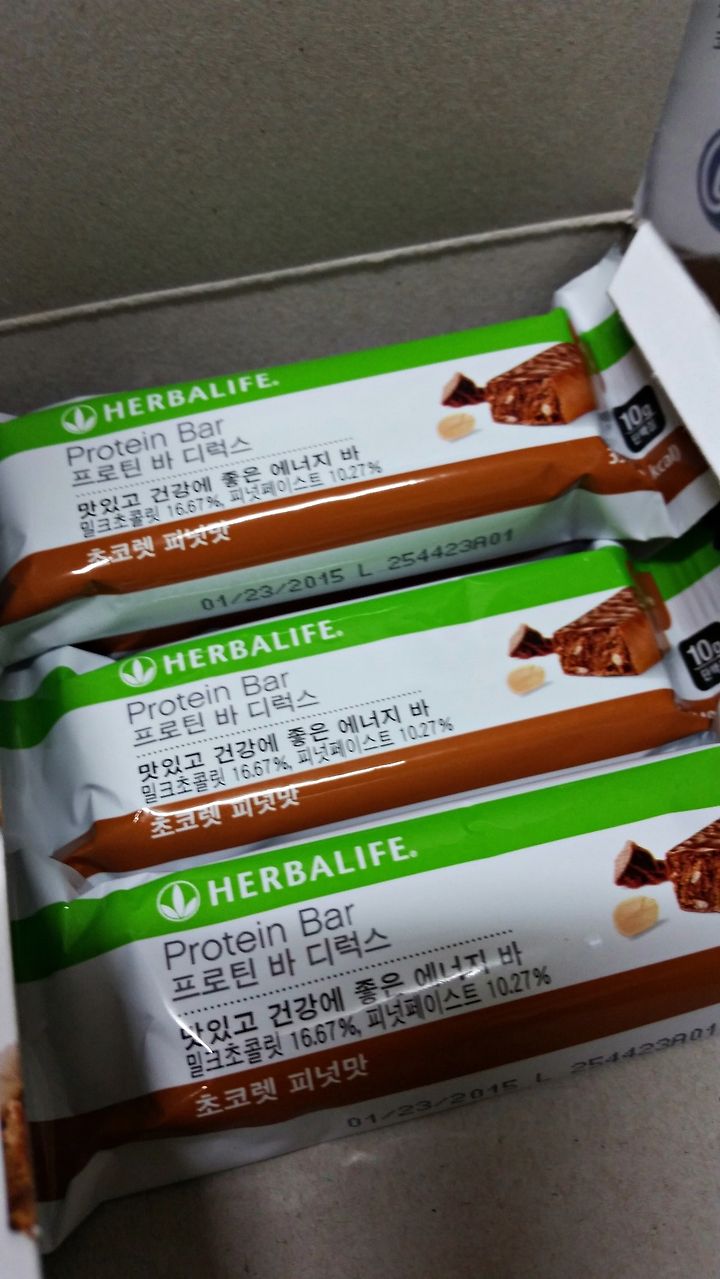 HERBALIFE.
Protein Bar
프로틴 바 디럭스
맛있고 건강에 좋은 에너지 바
밀크초콜릿 16.67%, 피넛페이스트 10.27%
초코렛 피넛맛
10g
단백질
kcal)
01/23/2015 L 254423A01
HERBALIFE.
Protein Bar
프로틴 바 디럭스
맛있고 건강에 좋은 에너지 바
밀크초콜릿 16.67%, 피넛페이스트 10.27%
초코렛 피넛맛
10g
HERBALIFE.
Protein Bar
프로틴 바 디럭스
맛있고 건강에 좋은 에너지 바
밀크초콜릿 16.67%, 피넛페이스트 10.27%
초코렛 피넛맛
01/23/2015 L 254423A01